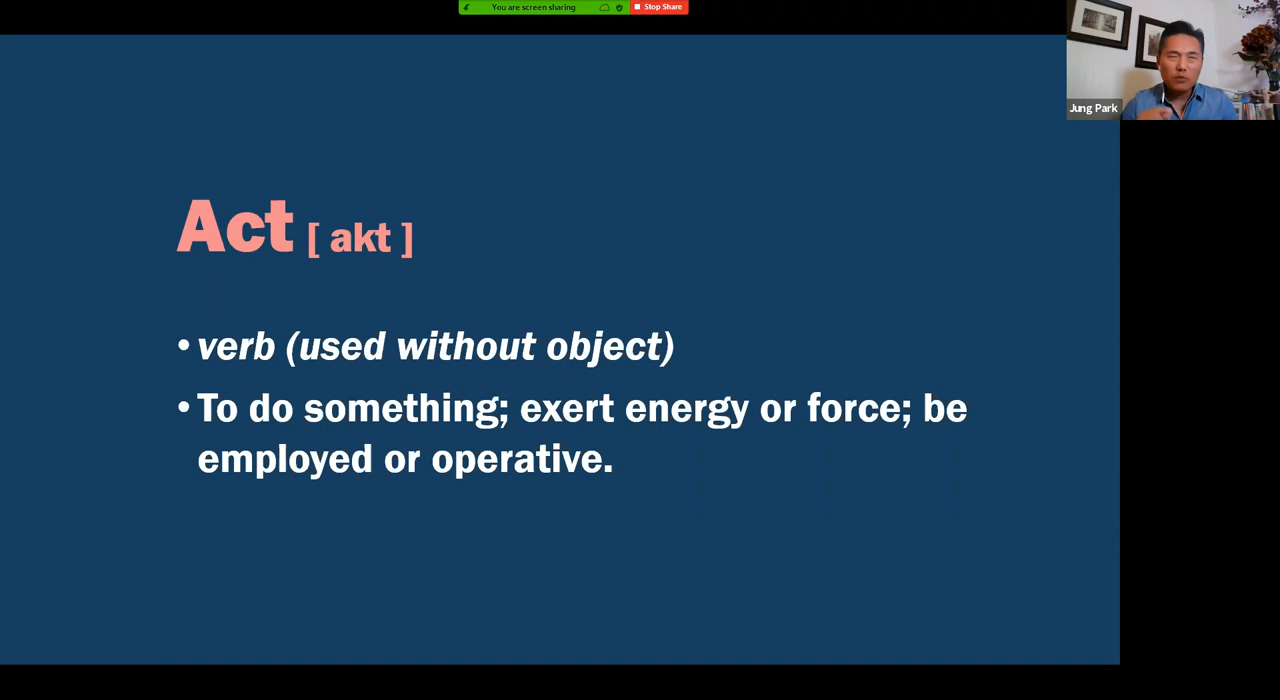 You are screen sharing
Stop Share
Jung Park
Act [ akt ]
• verb (used without object)
• To do something; exert energy or force; be
employed or operative.